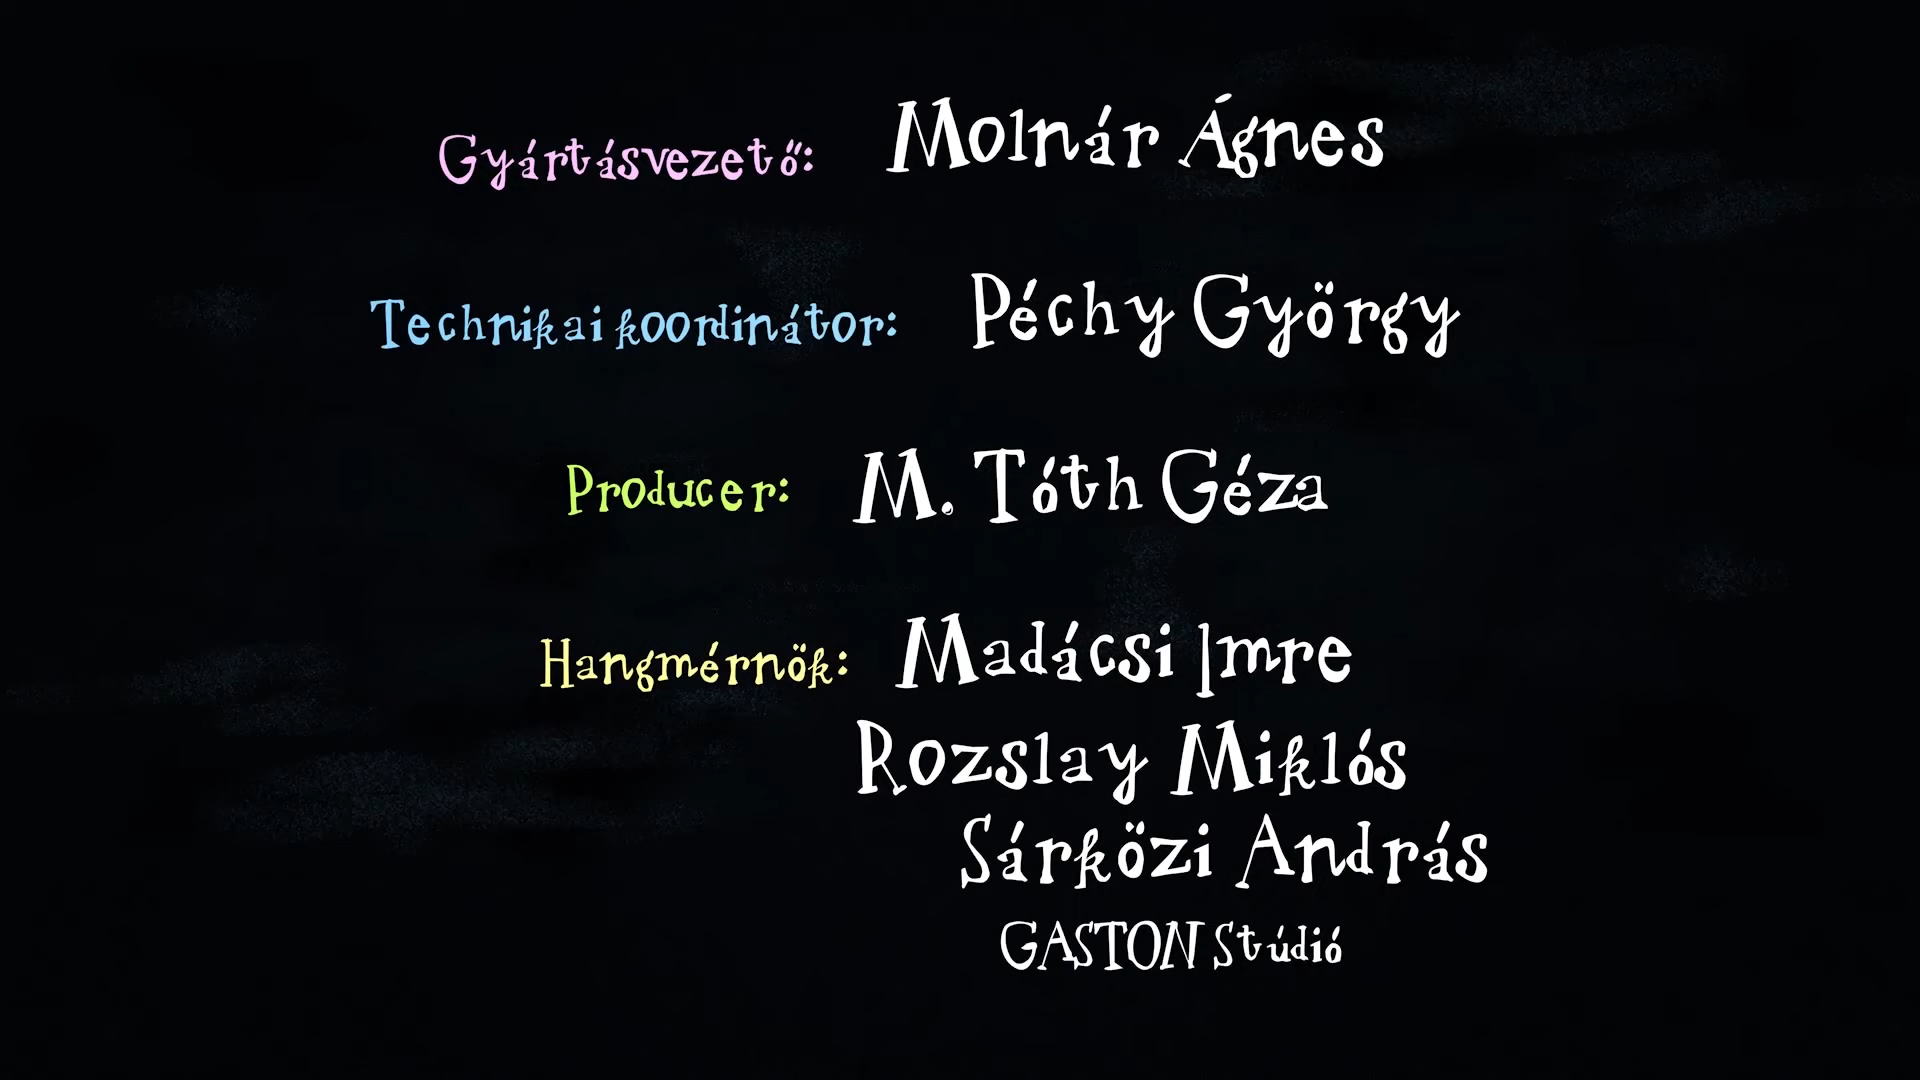 Gyártásvezető: Molnár Ágnes
Technikai koordinátor: Péchy György
Producer: M. Tóth Géza
Hangmérnök: Madácsi Imre
Rozslay Miklós
Sárközi András
GASTON Stúdió